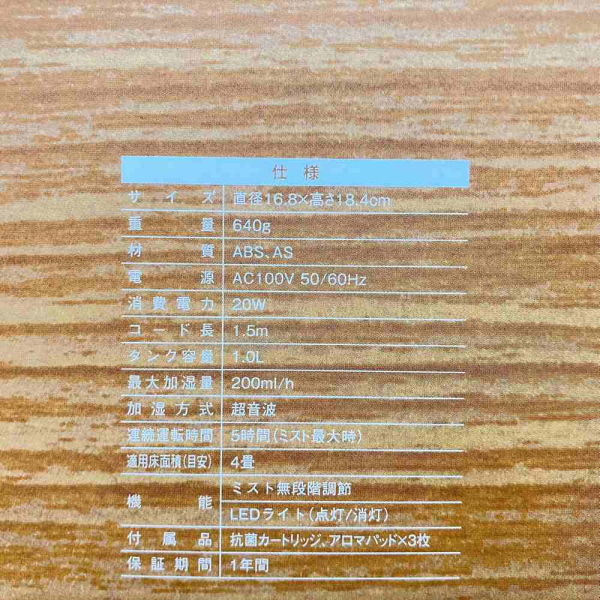 仕様
サイズ 直径16.8×高さ18.4cm
重量 640g
材質 ABS、AS
電源 AC100V 50/60Hz
消費電力 20W
コード長 1.5m
タンク容量 1.0L
最大加湿量 200ml/h
加湿方式 超音波
連続運転時間 5時間(ミスト最大時)
適用床面積(目安) 4畳
機能 ミスト無段階調節
LEDライト(点灯/消灯)
付属品 抗菌カートリッジ、アロマパッド×3枚
保証期間 1年間